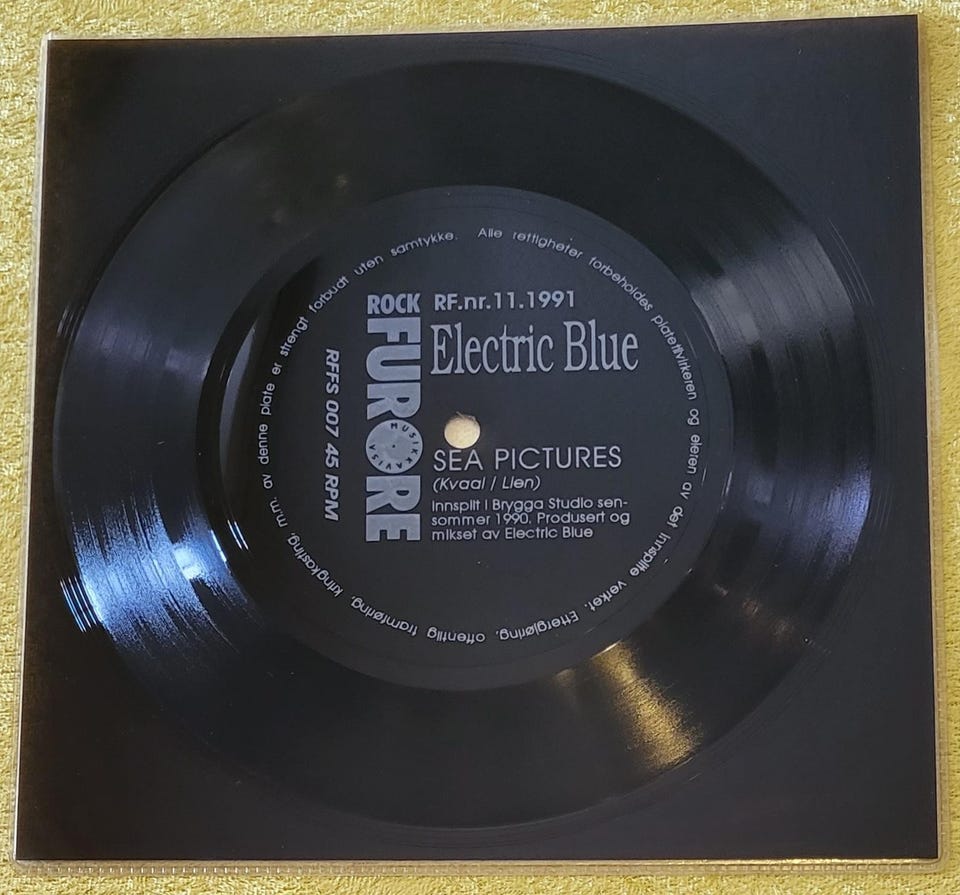 Alle rettigheter forbeholdes platetilvirkeren og eieren av det innspilte verket. Ettergjøring, offentlig framføring, kringkasting, m.m. av denne plate er strengt forbudt uten samtykke.
ROCK
FURORE
MUSIKKAVISA
RFFS 007 45 RPM
RF.nr.11.1991
Electric Blue
SEA PICTURES
(Kvaal / Lien)
Innspilt i Brygga Studio sen-
sommer 1990. Produsert og
mikset av Electric Blue